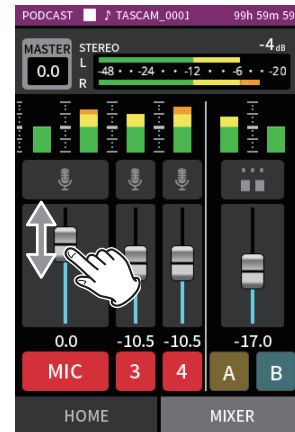 PODCAST ♪ TASCAM_0001 99h 59m 59
MASTER STEREO -4dB
0.0
L
-48 · · -24 · · -12 · · -6 · · -20
R
0.0 -10.5 -10.5 -17.0
MIC 3 4 A B
HOME MIXER